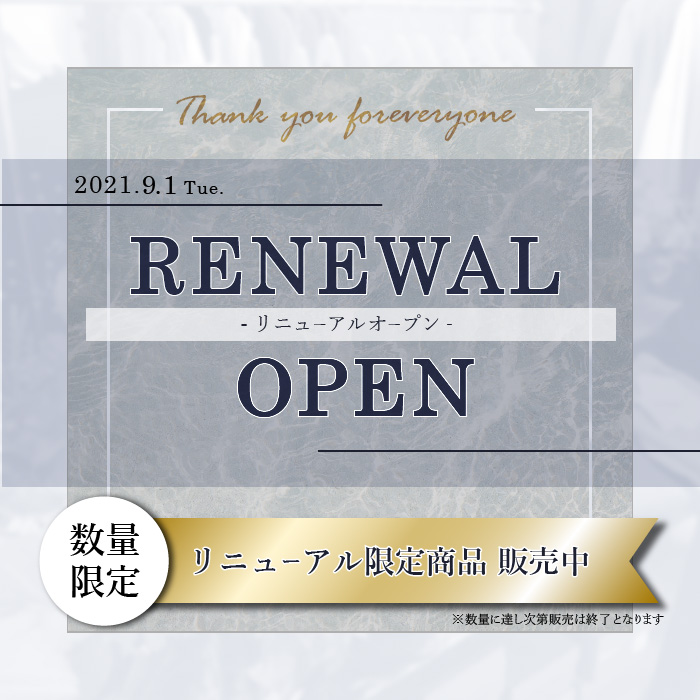 Thank you foreveryone
2021.9.1 Tue.
RENEWAL
- リニューアルオープン -
OPEN
数量
限定
リニューアル限定商品 販売中
※数量に達し次第販売は終了となります